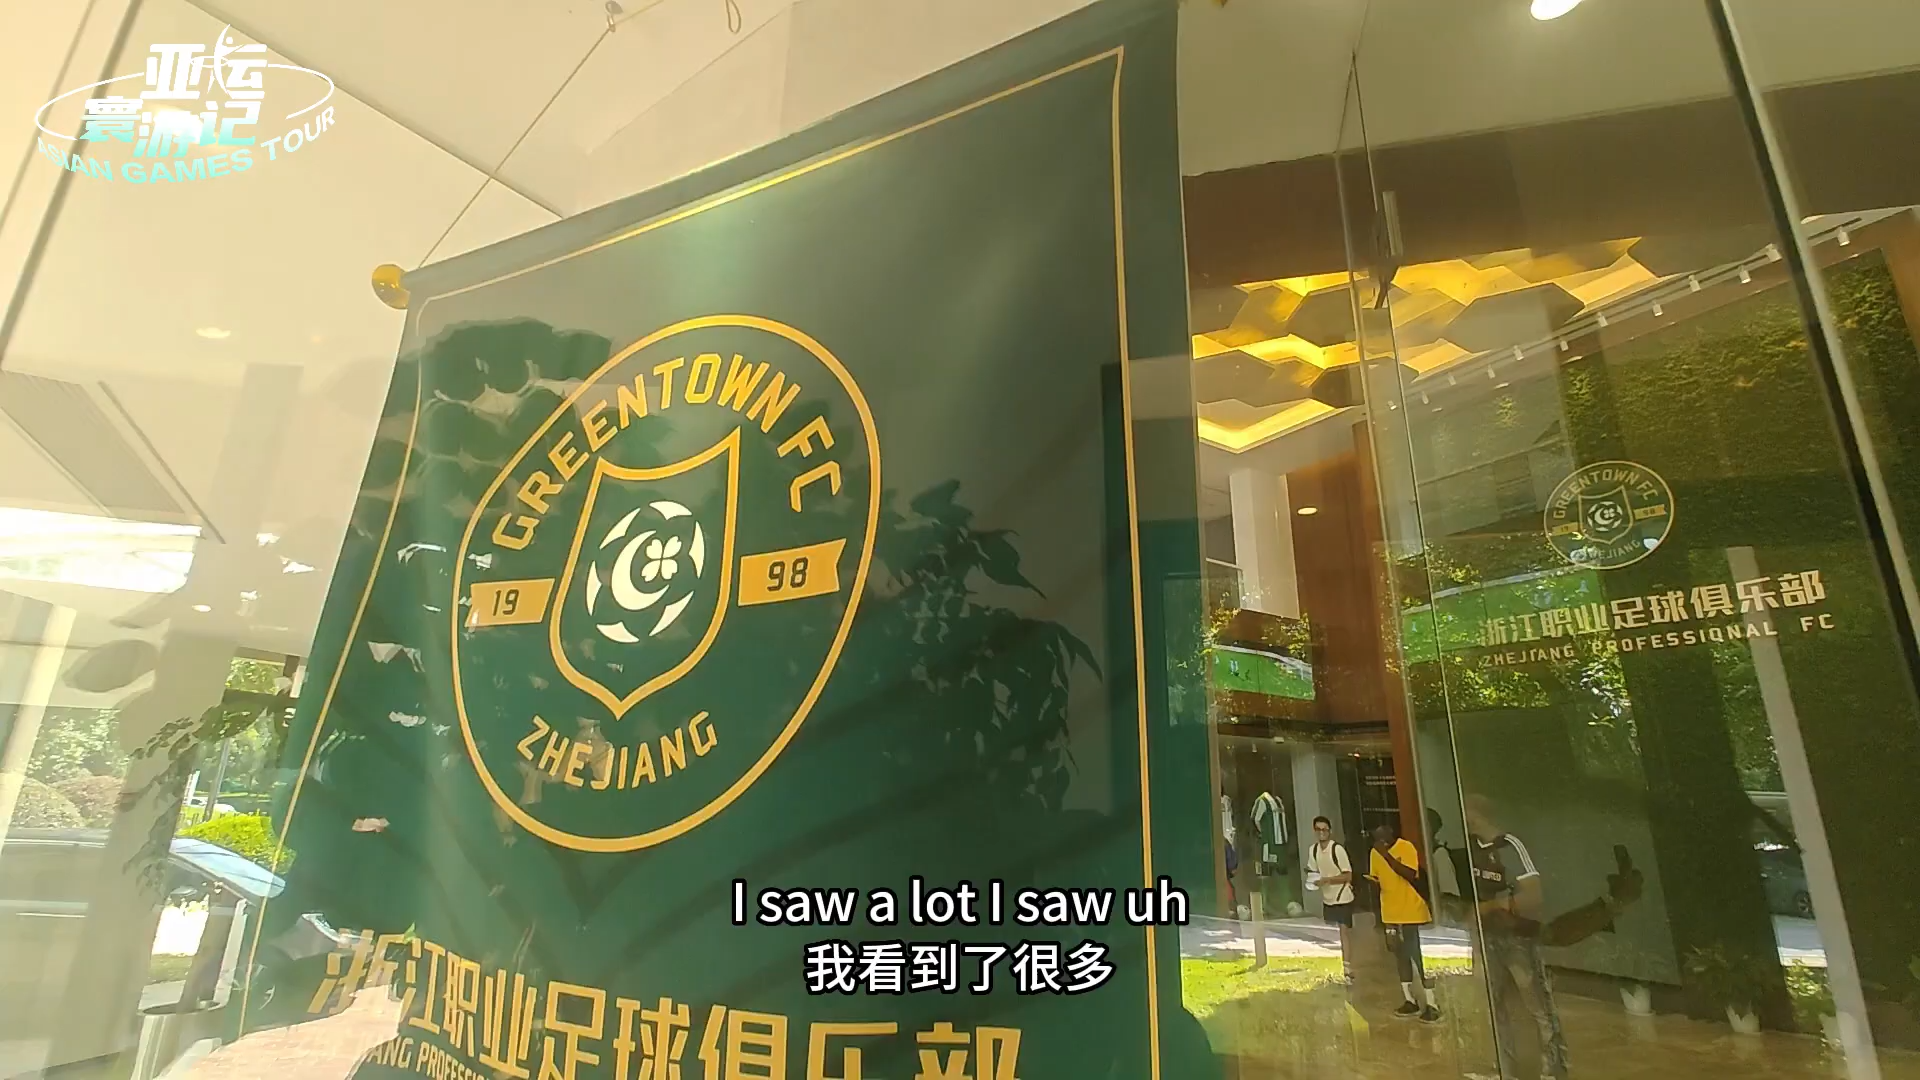 亚运
寰游记
ASIAN GAMES TOUR
GREENTOWN FC
19 98
ZHEJIANG
浙江职业足球俱乐部
GREENTOWN FC
ZHEJIANG
浙江职业足球俱乐部
ZHEJIANG PROFESSIONAL FC
I saw a lot I saw uh
我看到了很多